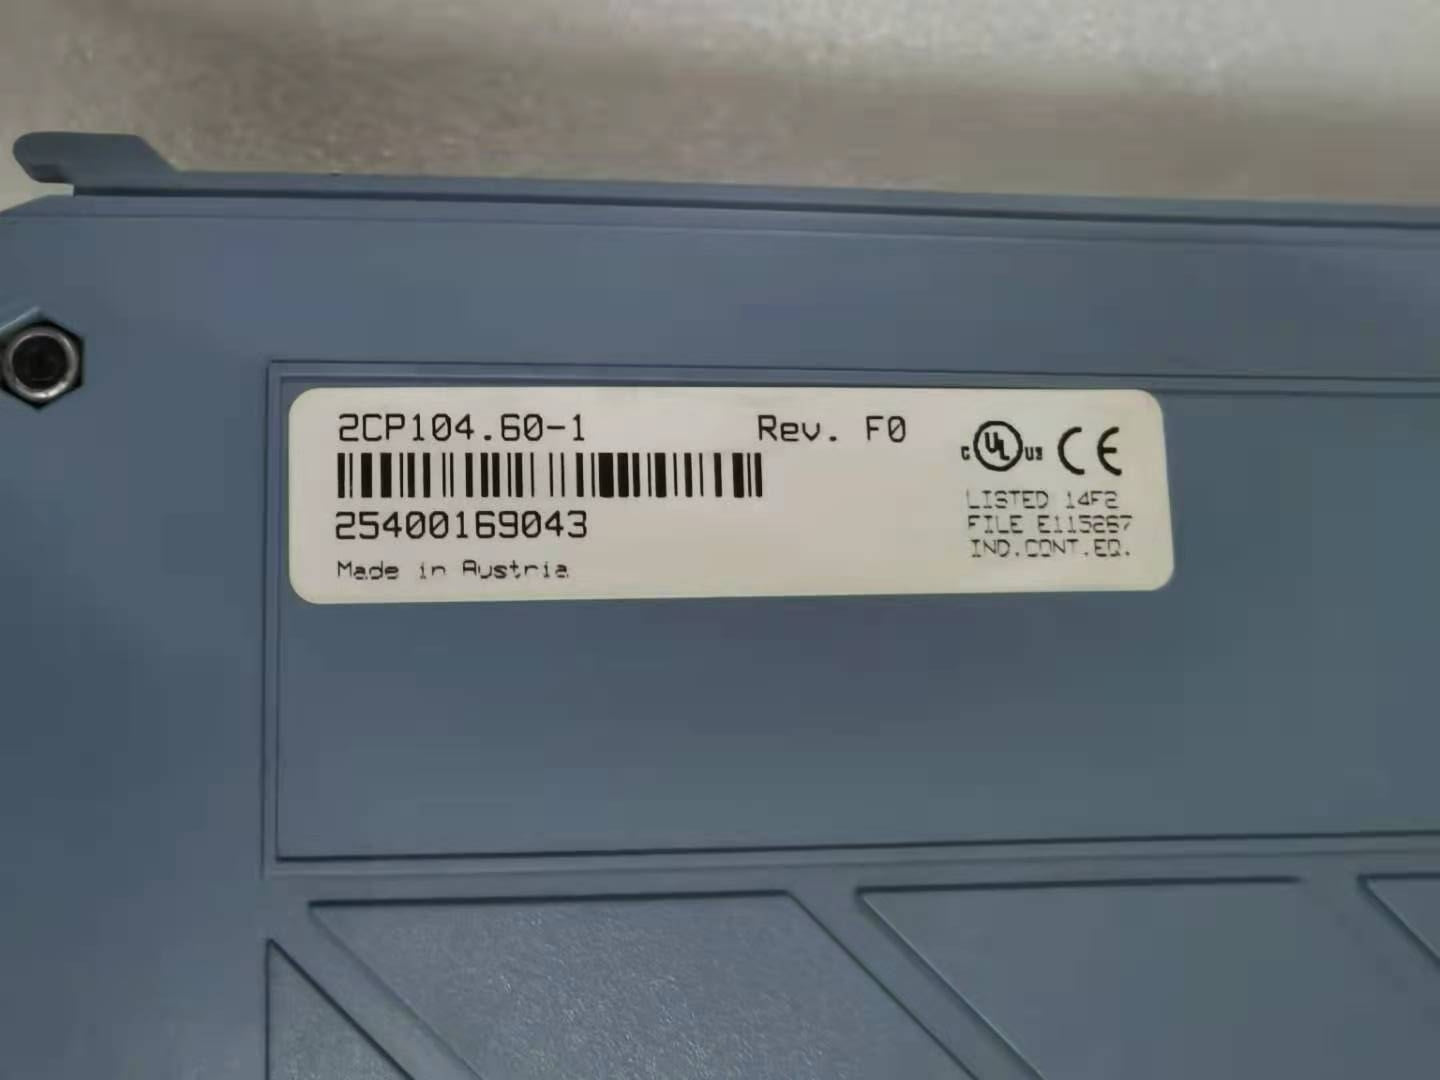 2CP104.60-1 Rev. F0
25400169043
Made in Austria
C UL US CE
LISTED 14F2
FILE E115267
IND.CONT.EQ.